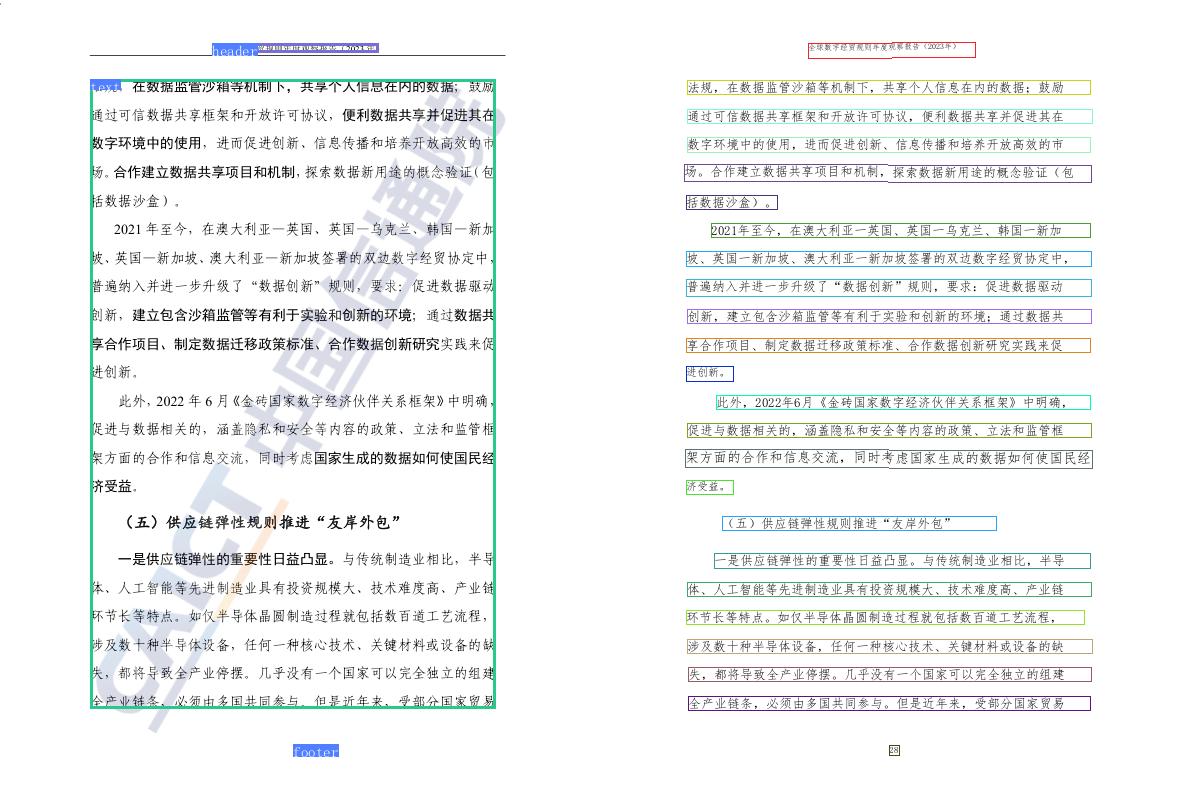 header
text
法规，在数据监管沙箱等机制下，共享个人信息在内的数据；鼓励
通过可信数据共享框架和开放许可协议，便利数据共享并促进其在
数字环境中的使用，进而促进创新、信息传播和培养开放高效的市
场。合作建立数据共享项目和机制，探索数据新用途的概念验证（包
括数据沙盒）。
2021 年至今，在澳大利亚—英国、英国—乌克兰、韩国—新加
坡、英国—新加坡、澳大利亚—新加坡签署的双边数字经贸协定中，
普遍纳入并进一步升级了“数据创新”规则，要求：促进数据驱动
创新，建立包含沙箱监管等有利于实验和创新的环境；通过数据共
享合作项目、制定数据迁移政策标准、合作数据创新研究实践来促
进创新。
此外，2022 年 6 月《金砖国家数字经济伙伴关系框架》中明确，
促进与数据相关的，涵盖隐私和安全等内容的政策、立法和监管框
架方面的合作和信息交流，同时考虑国家生成的数据如何使国民经
济受益。
（五）供应链弹性规则推进“友岸外包”
一是供应链弹性的重要性日益凸显。与传统制造业相比，半导
体、人工智能等先进制造业具有投资规模大、技术难度高、产业链
环节长等特点。如仅半导体晶圆制造过程就包括数百道工艺流程，
涉及数十种半导体设备，任何一种核心技术、关键材料或设备的缺
失，都将导致全产业停摆。几乎没有一个国家可以完全独立的组建
全产业链条，必须由多国共同参与。但是近年来，受部分国家贸易
footer
CAICT 中国信通院
全球数字经贸规则年度观察报告（2023年）
法规，在数据监管沙箱等机制下，共享个人信息在内的数据；鼓励
通过可信数据共享框架和开放许可协议，便利数据共享并促进其在
数字环境中的使用，进而促进创新、信息传播和培养开放高效的市
场。合作建立数据共享项目和机制，探索数据新用途的概念验证（包
括数据沙盒）。
2021年至今，在澳大利亚一英国、英国一乌克兰、韩国一新加
坡、英国一新加坡、澳大利亚一新加坡签署的双边数字经贸协定中，
普遍纳入并进一步升级了“数据创新”规则，要求：促进数据驱动
创新，建立包含沙箱监管等有利于实验和创新的环境；通过数据共
享合作项目、制定数据迁移政策标准、合作数据创新研究实践来促
进创新。
此外，2022年6月《金砖国家数字经济伙伴关系框架》中明确，
促进与数据相关的，涵盖隐私和安全等内容的政策、立法和监管框
架方面的合作和信息交流，同时考虑国家生成的数据如何使国民经
济受益。
（五）供应链弹性规则推进“友岸外包”
一是供应链弹性的重要性日益凸显。与传统制造业相比，半导
体、人工智能等先进制造业具有投资规模大、技术难度高、产业链
环节长等特点。如仅半导体晶圆制造过程就包括数百道工艺流程，
涉及数十种半导体设备，任何一种核心技术、关键材料或设备的缺
失，都将导致全产业停摆。几乎没有一个国家可以完全独立的组建
全产业链条，必须由多国共同参与。但是近年来，受部分国家贸易
28